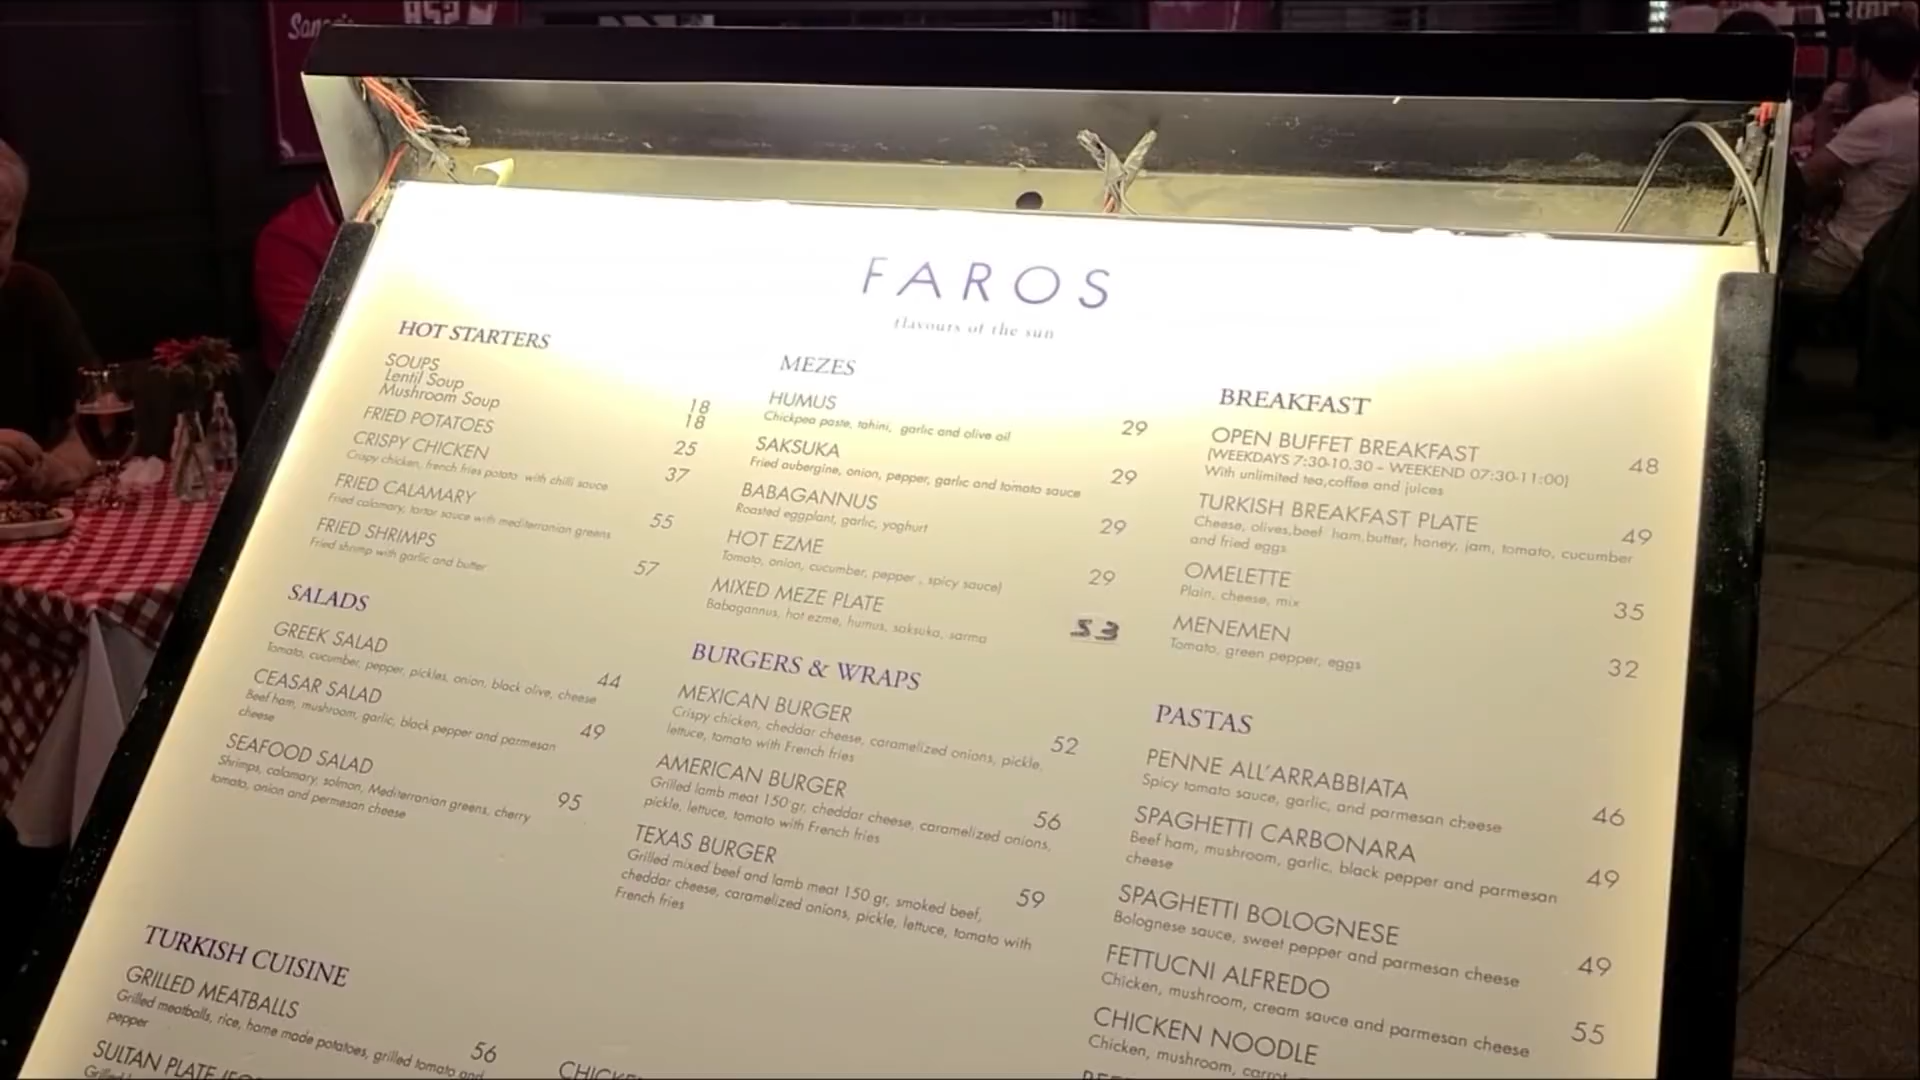 FAROS
flavours of the sun
HOT STARTERS
SOUPS
Lentil Soup 18
Mushroom Soup 18
FRIED POTATOES 25
CRISPY CHICKEN 37
Crispy chicken, french fries potato with chilli sauce
FRIED CALAMARY 55
Fried calamary, tartar sauce with mediterranian greens
FRIED SHRIMPS 57
Fried shrimp with garlic and butter
SALADS
GREEK SALAD 44
Tomato, cucumber, pepper, pickles, onion, black olive, cheese
CEASAR SALAD 49
Beef ham, mushroom, garlic, black pepper and parmesan
cheese
SEAFOOD SALAD 95
Shrimps, calamary, salmon, Mediterranian greens, cherry
tomato, onion and permesan cheese
TURKISH CUISINE
GRILLED MEATBALLS 56
Grilled meatballs, rice, home made potatoes, grilled tomato and
pepper
SULTAN PLATE
MEZES
HUMUS 29
Chickpea paste, tahini, garlic and olive oil
SAKSUKA 29
Fried aubergine, onion, pepper, garlic and tomato sauce
BABAGANNUS 29
Roasted eggplant, garlic, yoghurt
HOT EZME 29
Tomato, onion, cucumber, pepper , spicy sauce)
MIXED MEZE PLATE 53
Babagannus, hot ezme, humus, saksuka, sarma
BURGERS & WRAPS
MEXICAN BURGER 52
Crispy chicken, cheddar cheese, caramelized onions, pickle,
lettuce, tomato with French fries
AMERICAN BURGER 56
Grilled lamb meat 150 gr, cheddar cheese, caramelized onions,
pickle, lettuce, tomato with French fries
TEXAS BURGER 59
Grilled mixed beef and lamb meat 150 gr, smoked beef,
cheddar cheese, caramelized onions, pickle, lettuce, tomato with
French fries
BREAKFAST
OPEN BUFFET BREAKFAST 48
(WEEKDAYS 7:30-10.30 - WEEKEND 07:30-11:00)
With unlimited tea,coffee and juices
TURKISH BREAKFAST PLATE 49
Cheese, olives,beef ham,butter, honey, jam, tomato, cucumber
and fried eggs
OMELETTE 35
Plain, cheese, mix
MENEMEN 32
Tomato, green pepper, eggs
PASTAS
PENNE ALL'ARRABBIATA 46
Spicy tomato sauce, garlic, and parmesan cheese
SPAGHETTI CARBONARA 49
Beef ham, mushroom, garlic, black pepper and parmesan
cheese
SPAGHETTI BOLOGNESE 49
Bolognese sauce, sweet pepper and parmesan cheese
FETTUCNI ALFREDO 55
Chicken, mushroom, cream sauce and parmesan cheese
CHICKEN NOODLE
Chicken, mushroom,